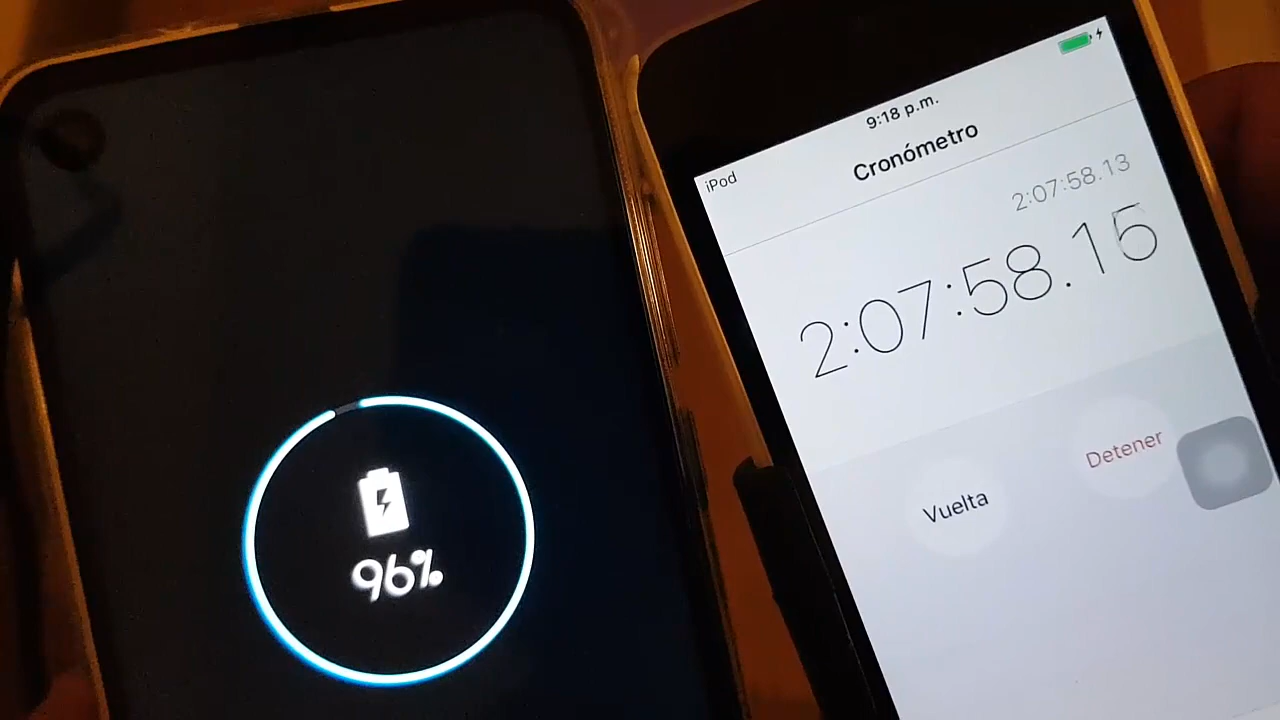 96%
iPod
9:18 p.m.
Cronómetro
2:07:58.13
2:07:58.15
Vuelta
Detener